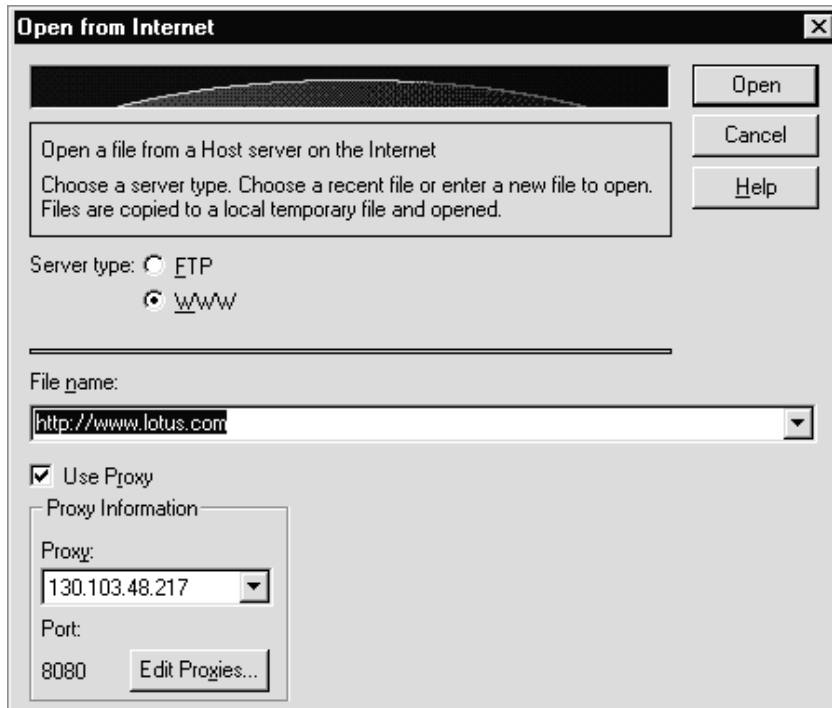 Open from Internet
Open
Cancel
Help
Open a file from a Host server on the Internet
Choose a server type. Choose a recent file or enter a new file to open.
Files are copied to a local temporary file and opened.
Server type: FTP
WWW
File name:
http://www.lotus.com
Use Proxy
Proxy Information
Proxy:
130.103.48.217
Port:
8080 Edit Proxies...